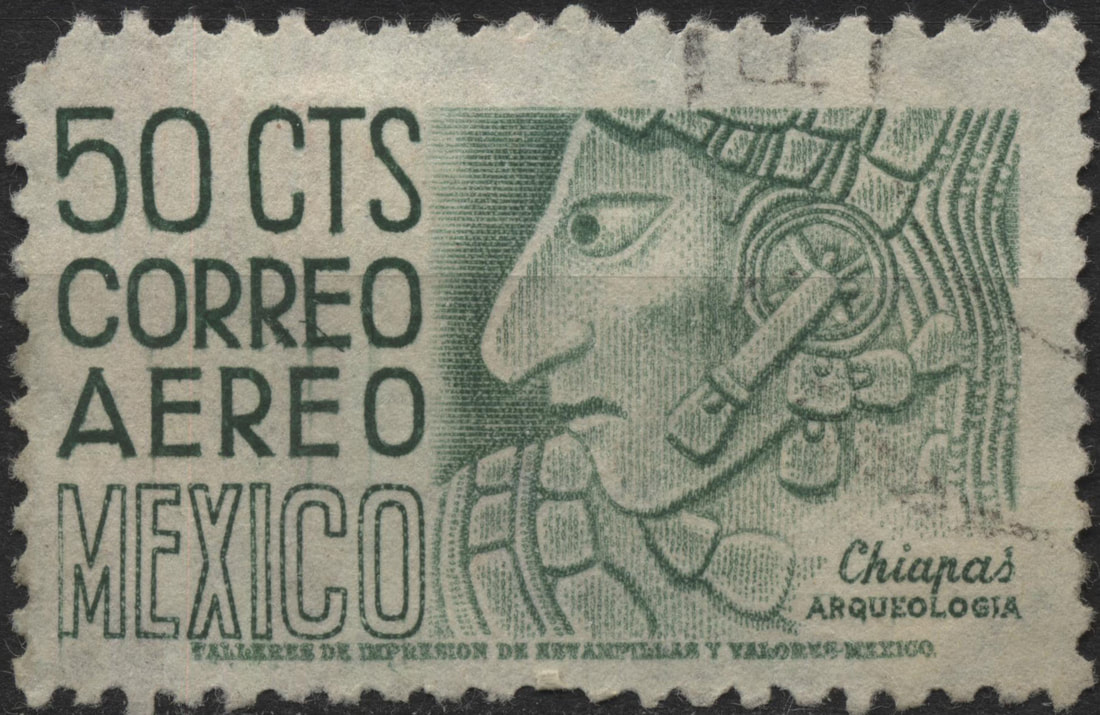 50 CTS
CORREO
AEREO
MEXICO
Chiapas
ARQUEOLOGIA
TALLERES DE IMPRESION DE ESTAMPILLAS Y VALORES-MEXICO.